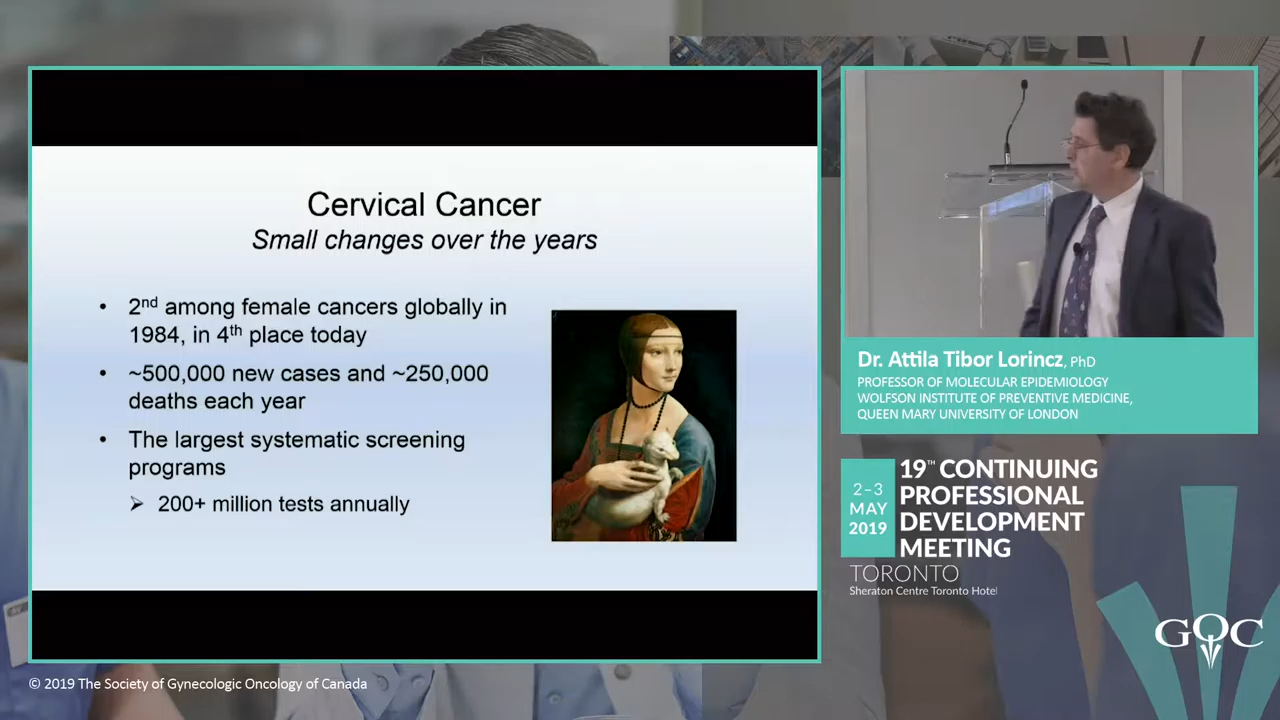 Cervical Cancer
Small changes over the years
• 2nd among female cancers globally in
1984, in 4th place today
• ~500,000 new cases and ~250,000
deaths each year
• The largest systematic screening
programs
➢ 200+ million tests annually
Dr. Attila Tibor Lorincz, PhD
PROFESSOR OF MOLECULAR EPIDEMIOLOGY
WOLFSON INSTITUTE OF PREVENTIVE MEDICINE,
QUEEN MARY UNIVERSITY OF LONDON
2–3
MAY
2019
19TH CONTINUING
PROFESSIONAL
DEVELOPMENT
MEETING
TORONTO
Sheraton Centre Toronto Hotel
GOC
© 2019 The Society of Gynecologic Oncology of Canada